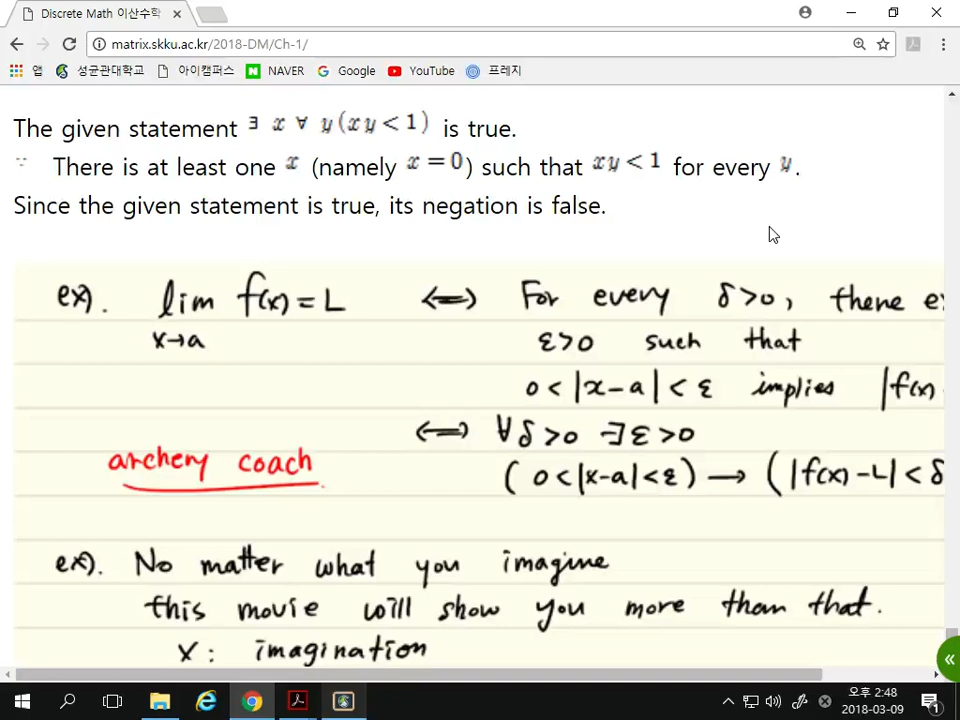 Discrete Math 이산수학
matrix.skku.ac.kr/2018-DM/Ch-1/
앱 성균관대학교 아이캠퍼스 NAVER Google YouTube 프레지
The given statement ∃ x ∀ y(xy<1) is true.
∵ There is at least one x (namely x=0) such that xy<1 for every y.
Since the given statement is true, its negation is false.
ex). lim f(x) = L ⟺ For every δ>0, there e
x→a ε>0 such that
0<|x-a|<ε implies |f(x)
⟺ ∀δ>0 ∃ε>0
archery coach
(0<|x-a|<ε) → (|f(x)-L|<δ
ex). No matter what you imagine
this movie will show you more than that.
x: imagination
오후 2:48
2018-03-09
1